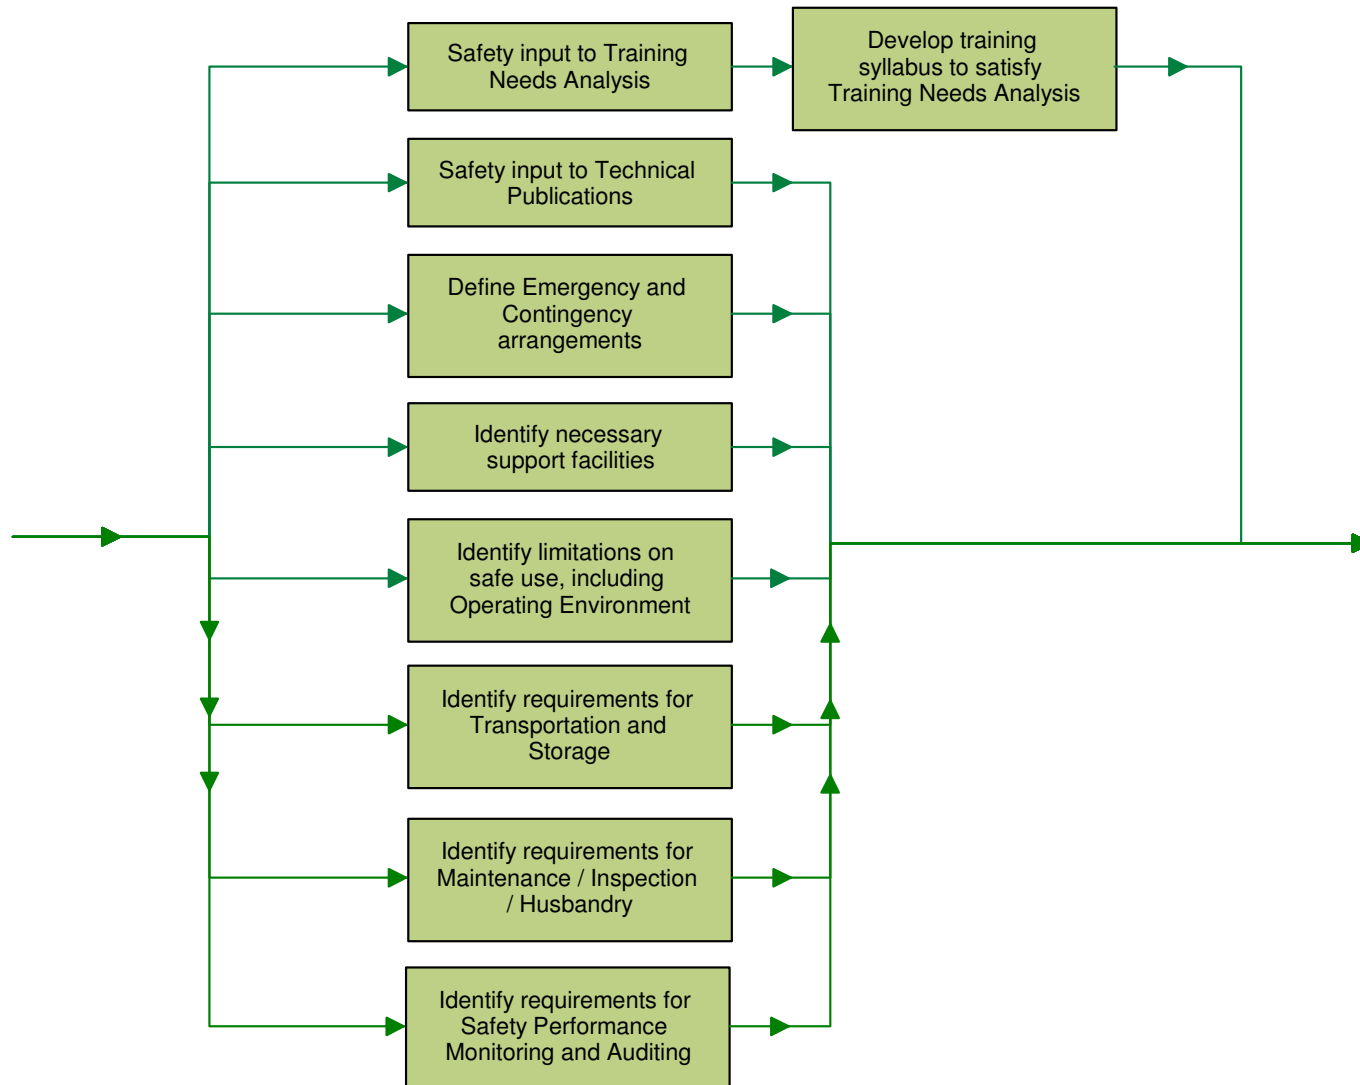 Safety input to Training
Needs Analysis
Develop training
syllabus to satisfy
Training Needs Analysis
Safety input to Technical
Publications
Define Emergency and
Contingency
arrangements
Identify necessary
support facilities
Identify limitations on
safe use, including
Operating Environment
Identify requirements for
Transportation and
Storage
Identify requirements for
Maintenance / Inspection
/ Husbandry
Identify requirements for
Safety Performance
Monitoring and Auditing